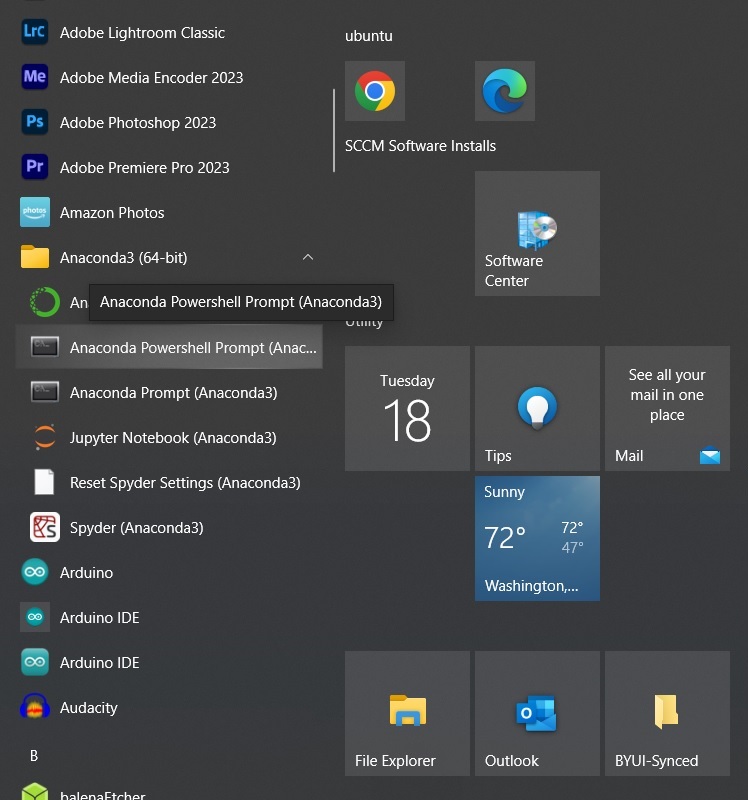 Lrc Adobe Lightroom Classic
Me Adobe Media Encoder 2023
Ps Adobe Photoshop 2023
Pr Adobe Premiere Pro 2023
photos Amazon Photos
Anaconda3 (64-bit)
An
Anaconda Powershell Prompt (Anaconda3)
Anaconda Powershell Prompt (Anac...
Anaconda Prompt (Anaconda3)
Jupyter Notebook (Anaconda3)
Reset Spyder Settings (Anaconda3)
Spyder (Anaconda3)
Arduino
Arduino IDE
Arduino IDE
Audacity
B
balenaEtcher
ubuntu
SCCM Software Installs
Software
Center
Utility
Tuesday
18
Tips
See all your
mail in one
place
Mail
Sunny
72° 72°
47°
Washington,...
File Explorer
Outlook
BYUI-Synced